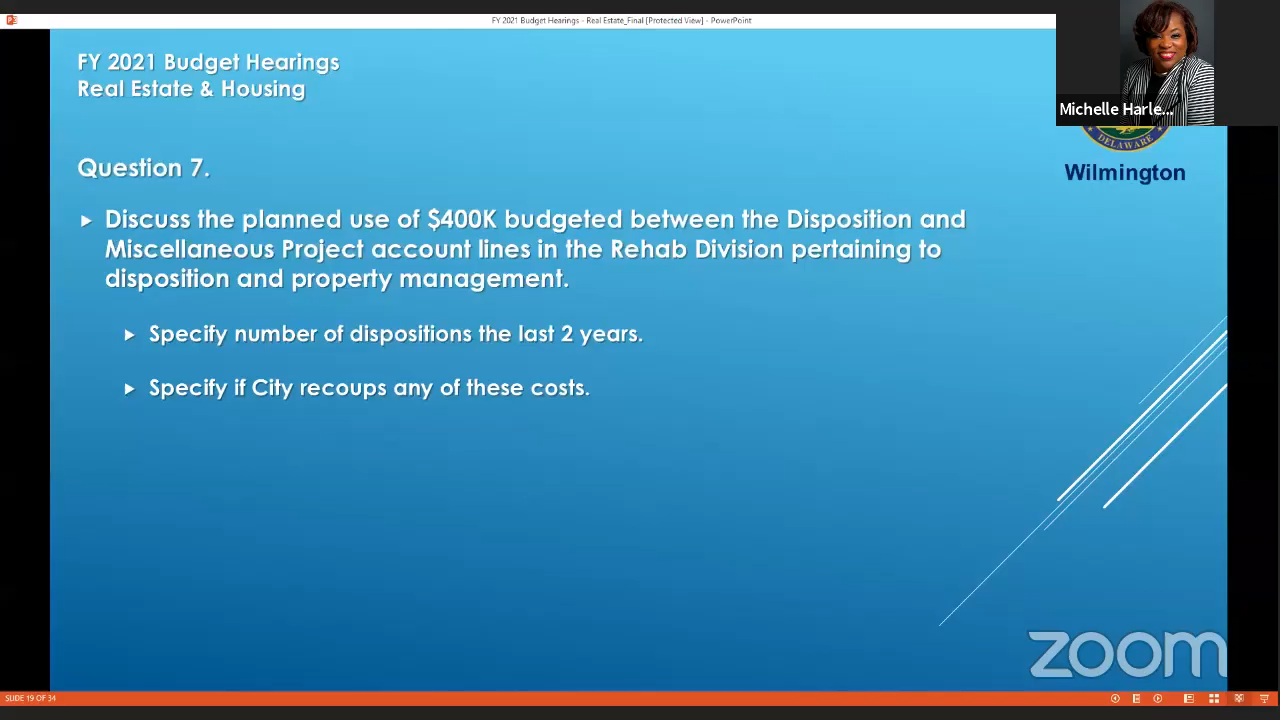 FY 2021 Budget Hearings - Real Estate_Final [Protected View] - PowerPoint
FY 2021 Budget Hearings
Real Estate & Housing
Michelle Harle...
DELAWARE
Wilmington
Question 7.
Discuss the planned use of $400K budgeted between the Disposition and
Miscellaneous Project account lines in the Rehab Division pertaining to
disposition and property management.
Specify number of dispositions the last 2 years.
Specify if City recoups any of these costs.
zoom
SLIDE 19 OF 34